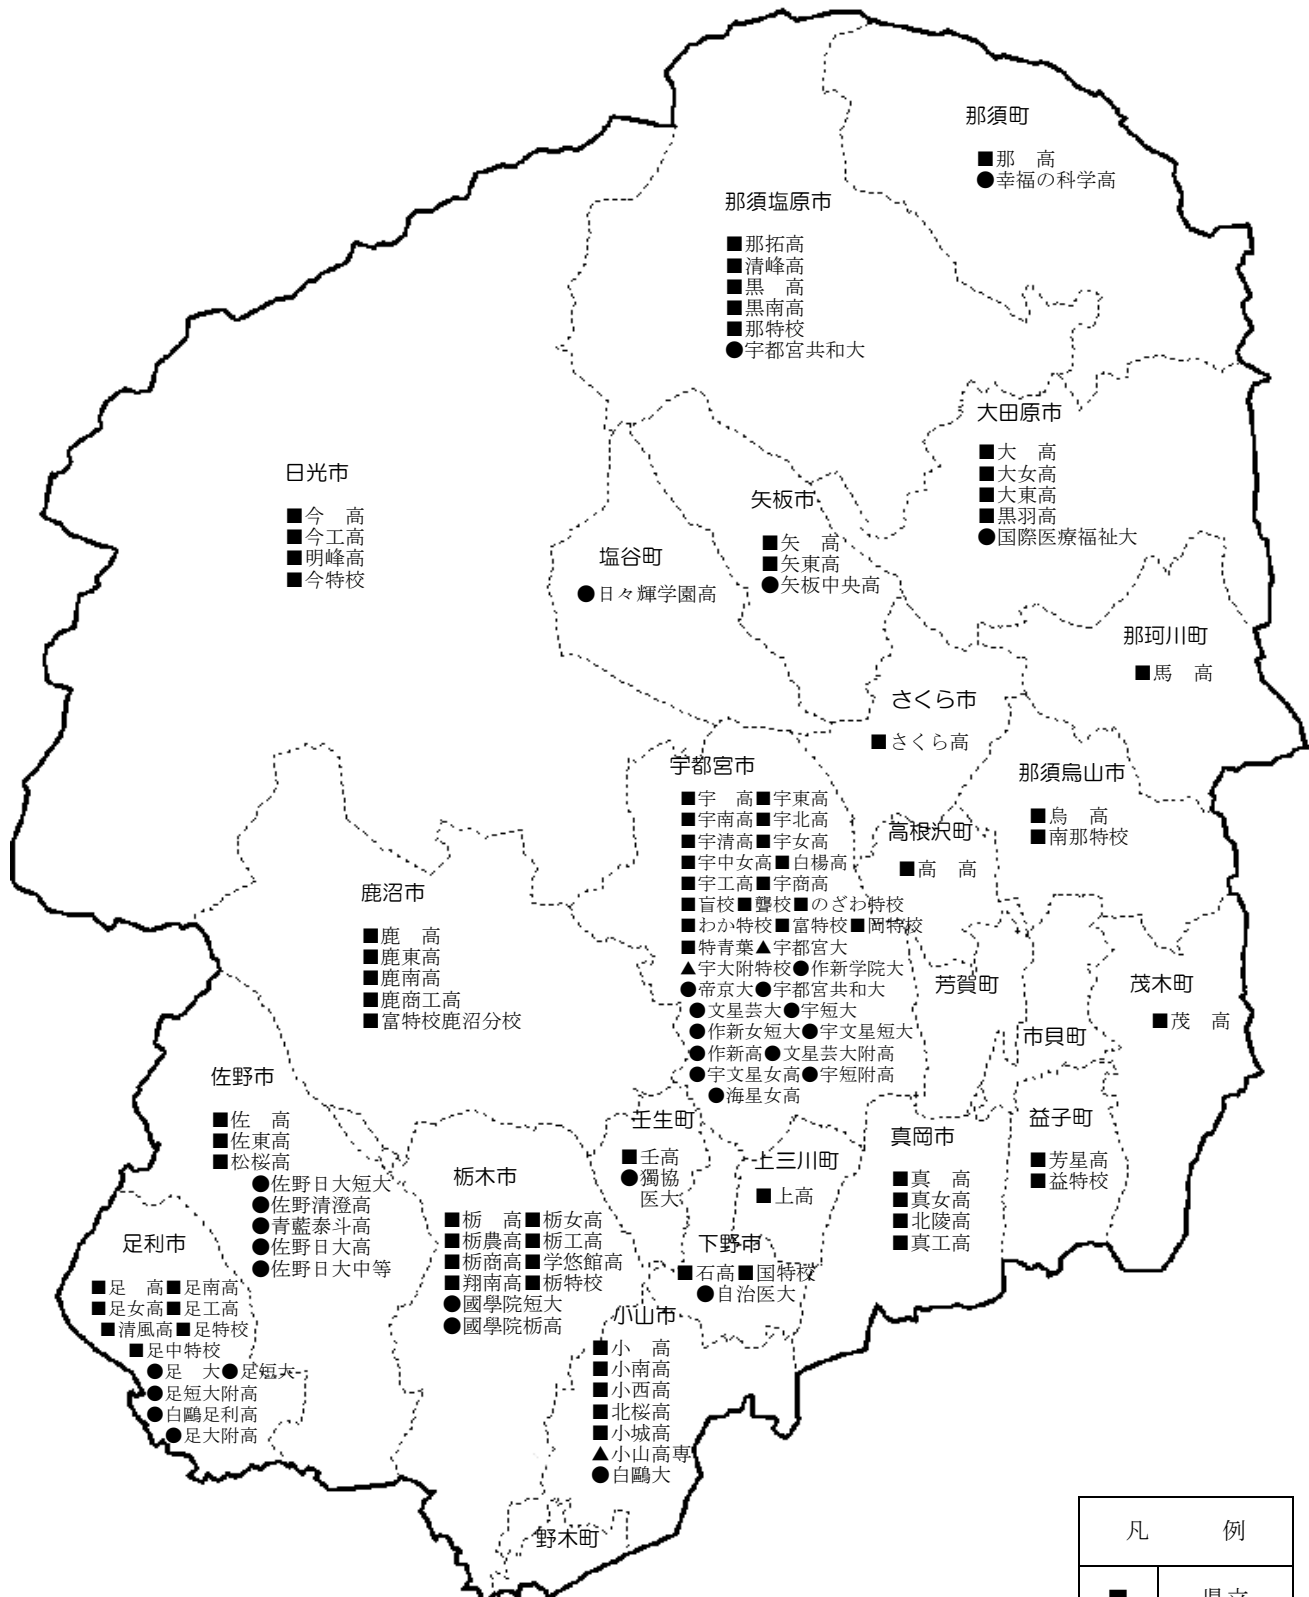 那須町
■那　高
●幸福の科学高
那須塩原市
■那拓高
■清峰高
■黒　高
■黒南高
■那特校
●宇都宮共和大
大田原市
■大　高
■大女高
■大東高
■黒羽高
●国際医療福祉大
日光市
■今　高
■今工高
■明峰高
■今特校
矢板市
■矢　高
■矢東高
●矢板中央高
塩谷町
●日々輝学園高
那珂川町
■馬　高
さくら市
■さくら高
宇都宮市
■宇　高■宇東高
■宇南高■宇北高
■宇清高■宇女高
■宇中女高■白楊高
■宇工高■宇商高
■盲校■聾校■のざわ特校
■わか特校■富特校■岡特校
■特青葉▲宇都宮大
▲宇大附特校●作新学院大
●帝京大●宇都宮共和大
●文星芸大●宇短大
●作新女短大●宇文星短大
●作新高●文星芸大附高
●宇文星女高●宇短附高
●海星女高
那須烏山市
■烏　高
■南那特校
高根沢町
■高　高
鹿沼市
■鹿　高
■鹿東高
■鹿南高
■鹿商工高
■富特校鹿沼分校
芳賀町
茂木町
■茂　高
市貝町
佐野市
■佐　高
■佐東高
■松桜高
●佐野日大短大
●佐野清澄高
●青藍泰斗高
●佐野日大高
●佐野日大中等
壬生町
■壬高
●獨協
医大
上三川町
■上高
真岡市
■真　高
■真女高
■北陵高
■真工高
益子町
■芳星高
■益特校
栃木市
■栃　高■栃女高
■栃農高■栃工高
■栃商高■学悠館高
■翔南高■栃特校
●國學院短大
●國學院栃高
足利市
■足　高■足南高
■足女高■足工高
■清風高■足特校
■足中特校
●足　大●足短大
●足短大附高
●白鷗足利高
●足大附高
下野市
■石高■国特校
●自治医大
小山市
■小　高
■小南高
■小西高
■北桜高
■小城高
▲小山高専
●白鷗大
野木町
凡　例
■　県立